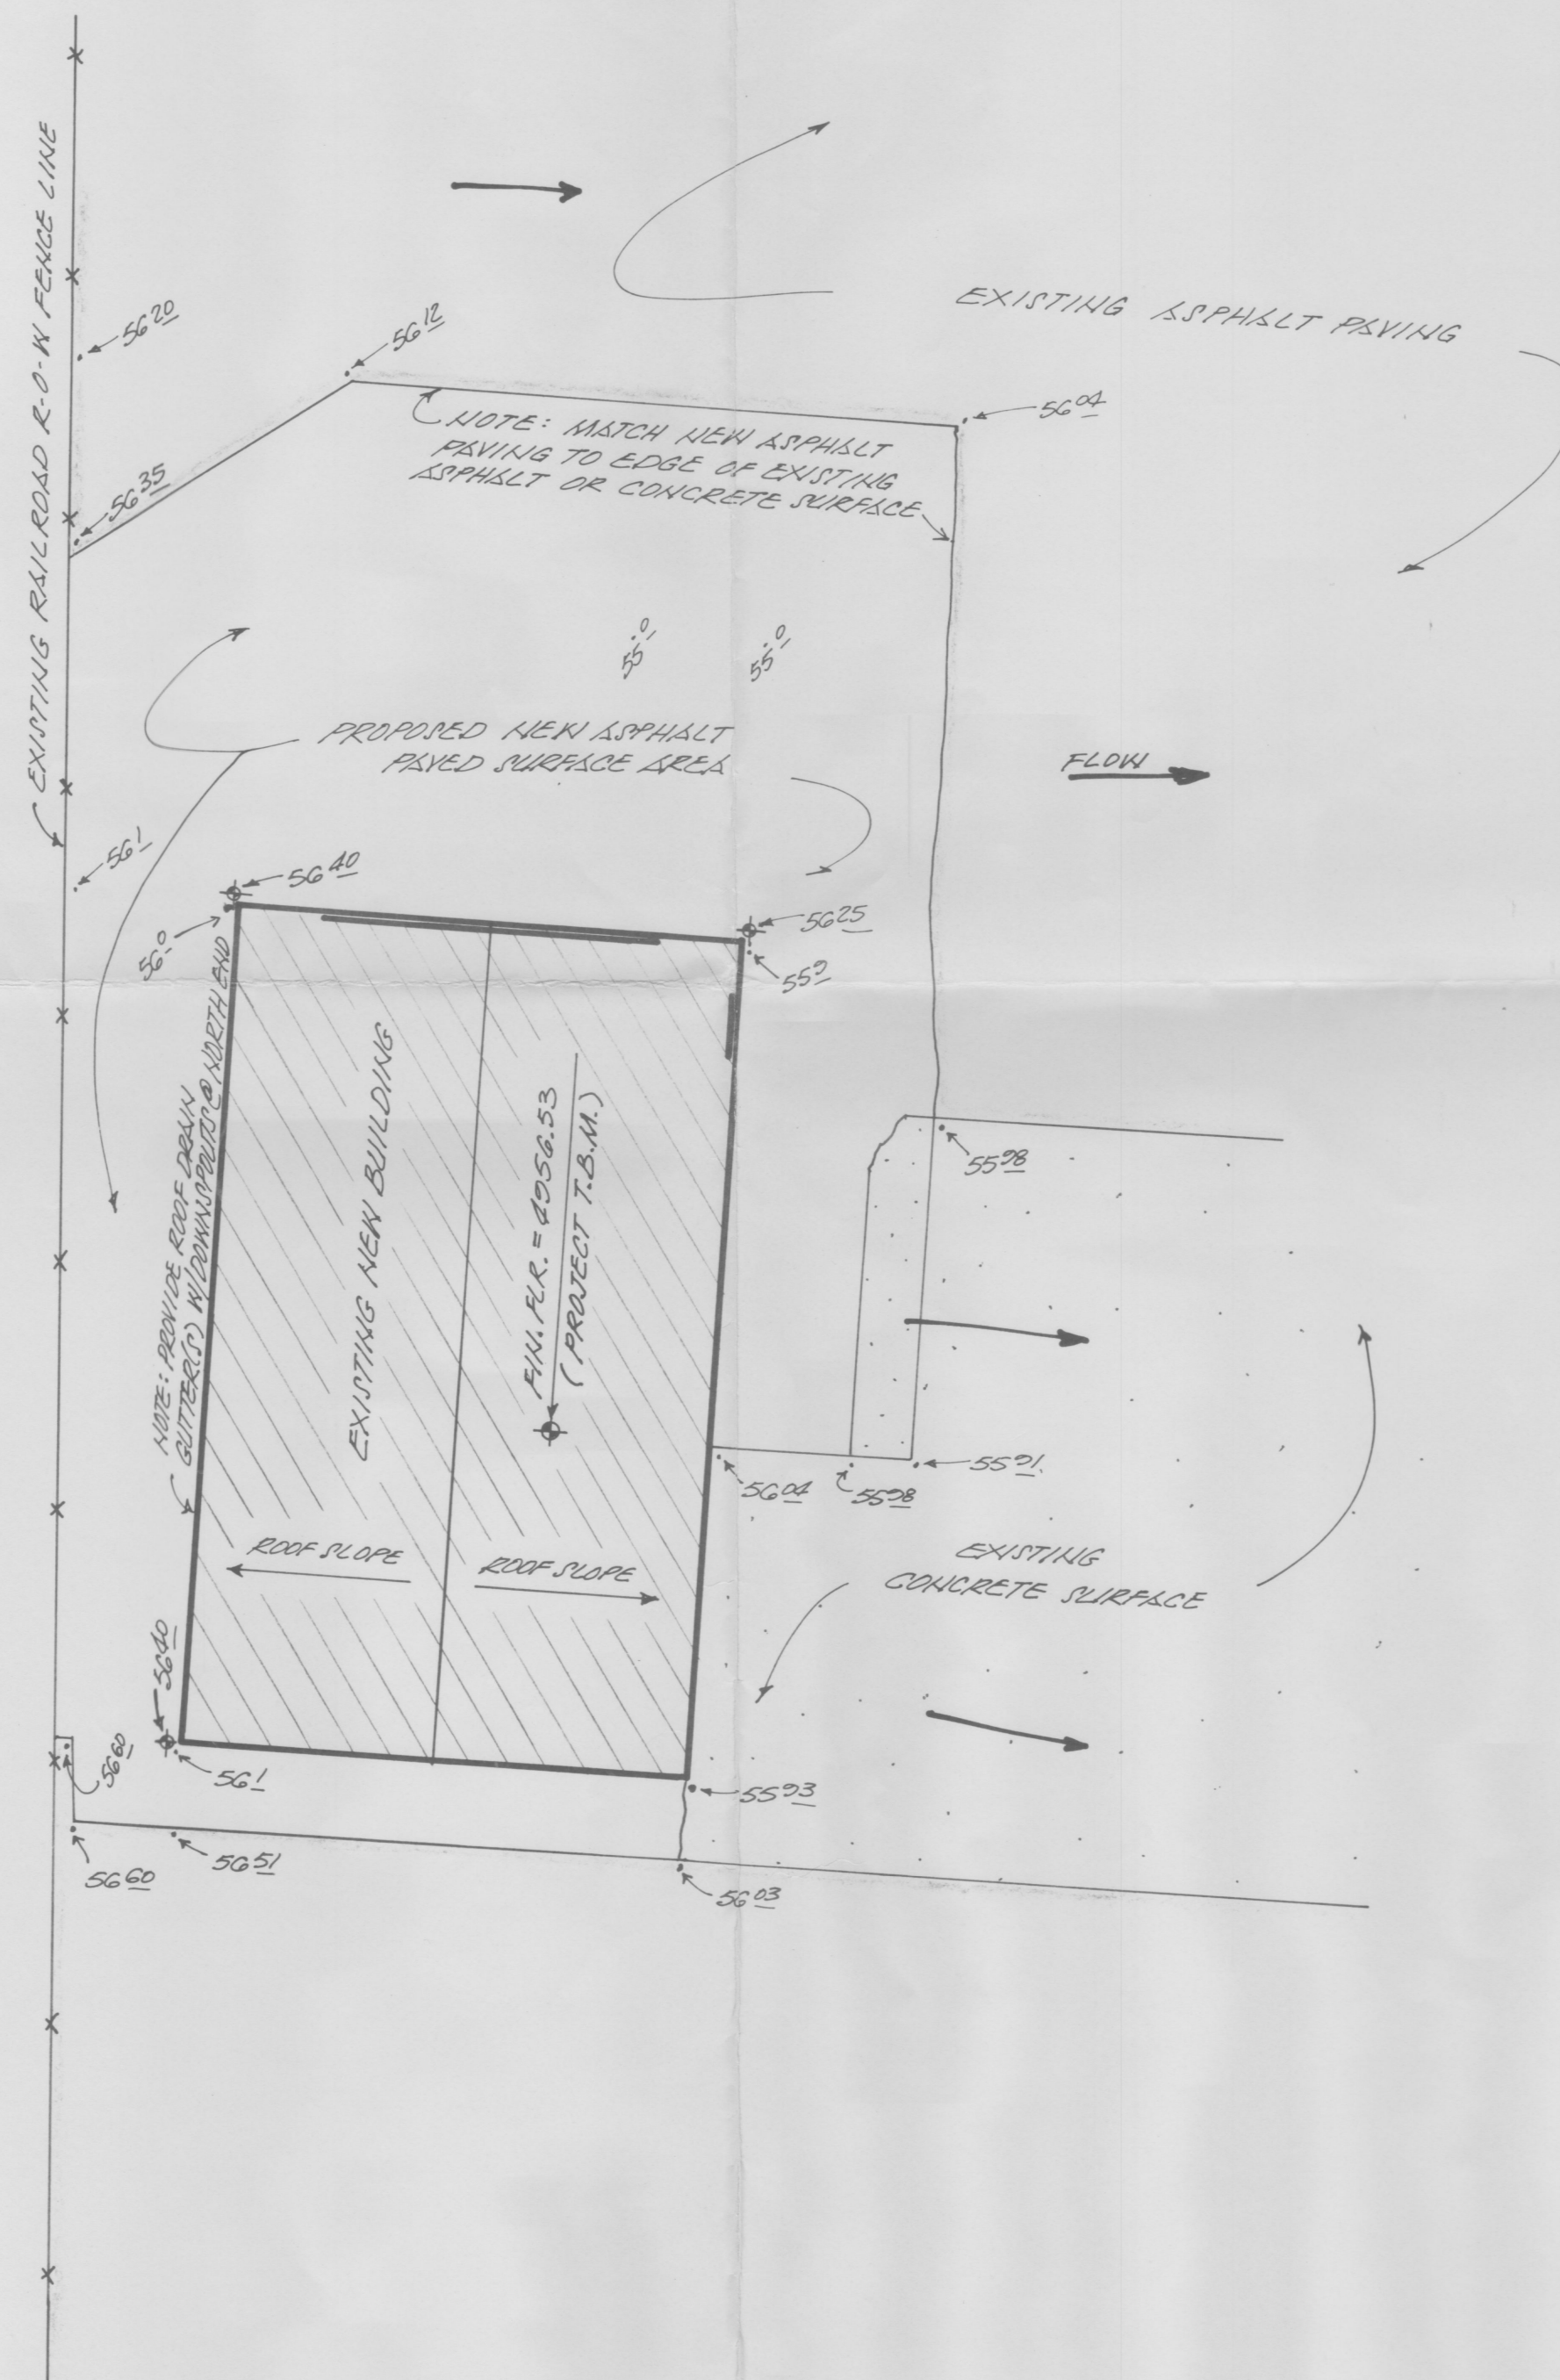 EXISTING RAILROAD R-O-W FENCE LINE
56 20
56 12
EXISTING ASPHALT PAVING
56 04
NOTE: MATCH NEW ASPHALT
PAVING TO EDGE OF EXISTING
ASPHALT OR CONCRETE SURFACE
56 35
55.0
55.0
PROPOSED NEW ASPHALT
PAVED SURFACE AREA
FLOW
56 1
56 40
56 25
56 0
55 9
NOTE: PROVIDE ROOF DRAIN
GUTTER(S) W/DOWNSPOUTS @ NORTH END
EXISTING NEW BUILDING
FIN. FLR. = 4956.53
(PROJECT T.B.M.)
55 98
56 04
55 98
55 91
ROOF SLOPE
ROOF SLOPE
EXISTING
CONCRETE SURFACE
56 40
56 60
56 1
55 93
56 60
56 51
56 03